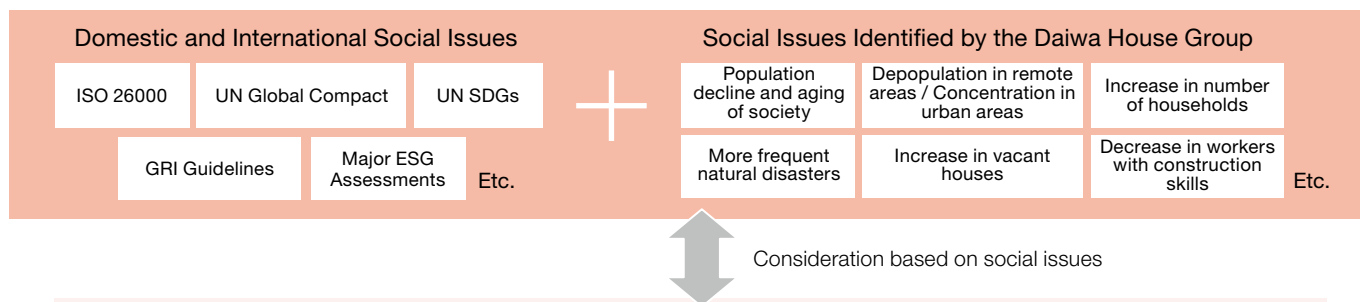 Domestic and International Social Issues
ISO 26000
UN Global Compact
UN SDGs
GRI Guidelines
Major ESG
Assessments
Etc.
Social Issues Identified by the Daiwa House Group
Population
decline and aging
of society
Depopulation in remote
areas / Concentration in
urban areas
Increase in number
of households
More frequent
natural disasters
Increase in vacant
houses
Decrease in workers
with construction
skills
Etc.
Consideration based on social issues